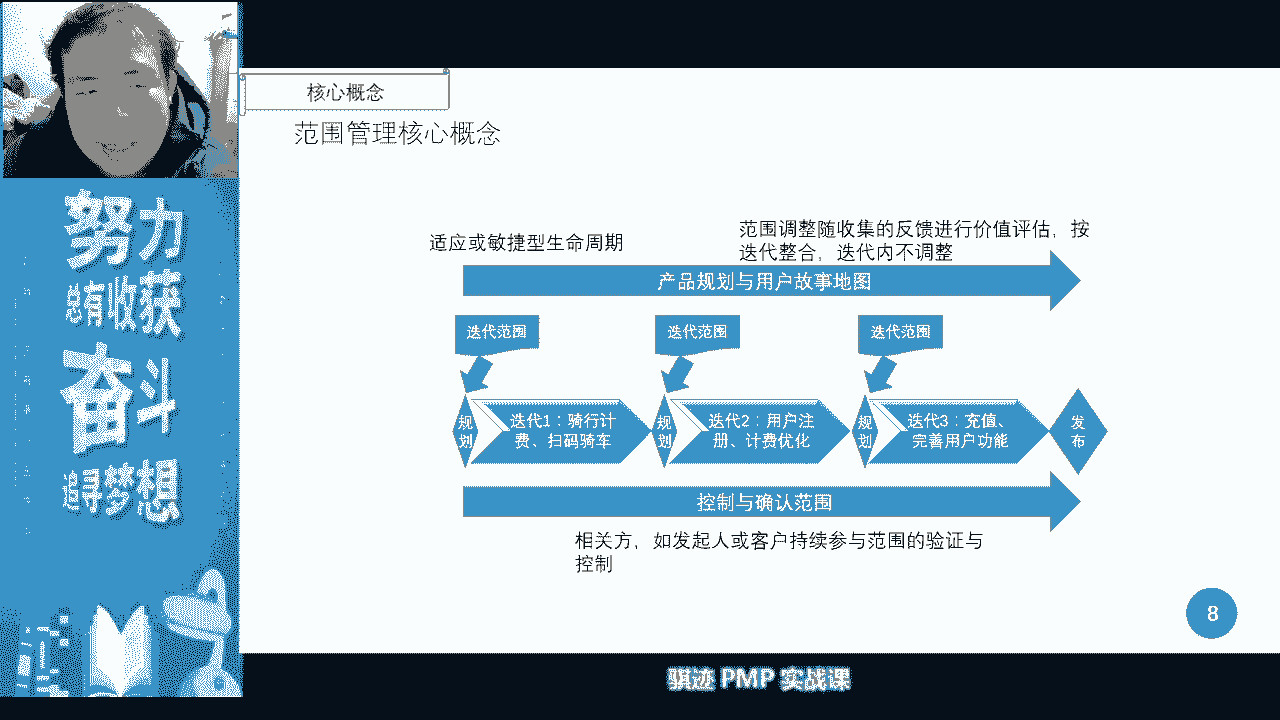 努力
总有收获
奋斗
追寻梦想
核心概念
范围管理核心概念
适应或敏捷型生命周期
范围调整随收集的反馈进行价值评估，按
迭代整合，迭代内不调整
产品规划与用户故事地图
迭代范围
迭代范围
迭代范围
规
划
迭代1：骑行计
费、扫码骑车
规
划
迭代2：用户注
册、计费优化
规
划
迭代3：充值、
完善用户功能
发
布
控制与确认范围
相关方，如发起人或客户持续参与范围的验证与
控制
8
骐迹 PMP 实战课